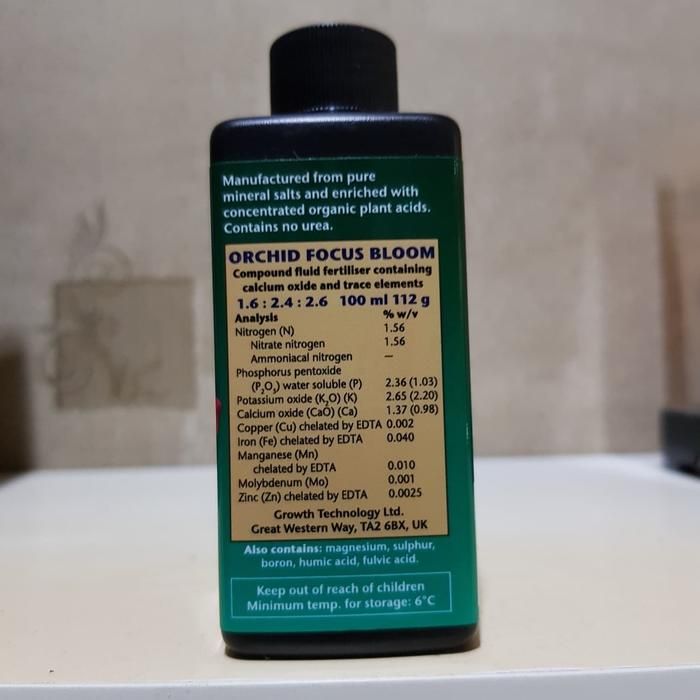 Manufactured from pure
mineral salts and enriched with
concentrated organic plant acids.
Contains no urea.
ORCHID FOCUS BLOOM
Compound fluid fertiliser containing
calcium oxide and trace elements
1.6 : 2.4 : 2.6 100 ml 112 g
Analysis % w/v
Nitrogen (N) 1.56
Nitrate nitrogen 1.56
Ammoniacal nitrogen —
Phosphorus pentoxide
(P₂O₅) water soluble (P) 2.36 (1.03)
Potassium oxide (K₂O) (K) 2.65 (2.20)
Calcium oxide (CaO) (Ca) 1.37 (0.98)
Copper (Cu) chelated by EDTA 0.002
Iron (Fe) chelated by EDTA 0.040
Manganese (Mn)
chelated by EDTA 0.010
Molybdenum (Mo) 0.001
Zinc (Zn) chelated by EDTA 0.0025
Growth Technology Ltd.
Great Western Way, TA2 6BX, UK
Also contains: magnesium, sulphur,
boron, humic acid, fulvic acid.
Keep out of reach of children
Minimum temp. for storage: 6°C